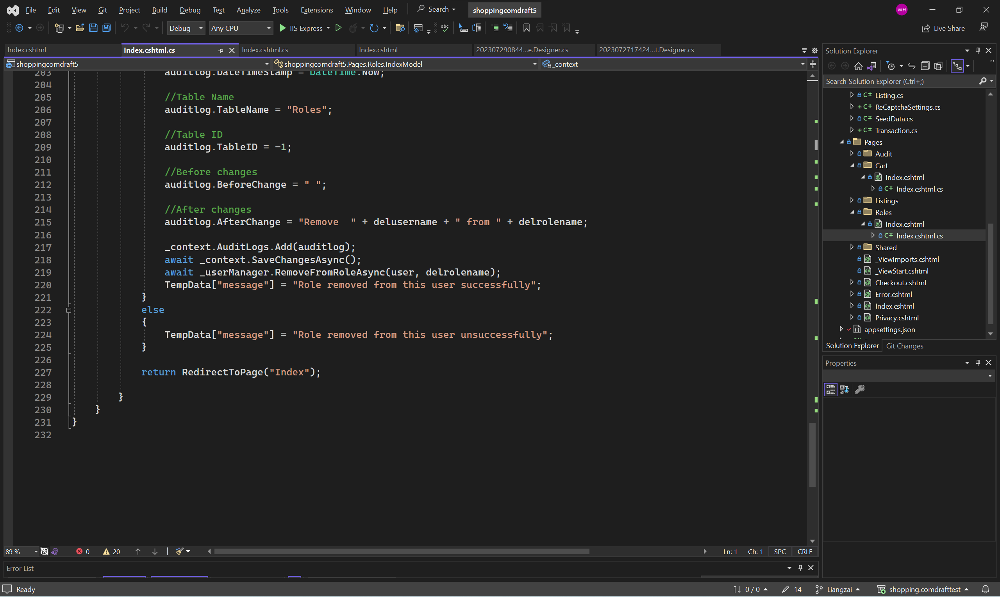 File Edit View Git Project Build Debug Test Analyze Tools Extensions Window Help Search shoppingcomdraft5 WH
Debug Any CPU IIS Express abc Live Share
Index.cshtml Index.cshtml.cs Index.cshtml.cs Index.cshtml 202307290844...e.Designer.cs 2023072717424...t.Designer.cs
shoppingcomdraft5 shoppingcomdraft5.Pages.Roles.IndexModel _context
203 auditlog.DateTimeStamp = DateTime.Now;
204
205 //Table Name
206 auditlog.TableName = "Roles";
207
208 //Table ID
209 auditlog.TableID = -1;
210
211 //Before changes
212 auditlog.BeforeChange = " ";
213
214 //After changes
215 auditlog.AfterChange = "Remove  " + delusername + " from " + delrolename;
216
217 _context.AuditLogs.Add(auditlog);
218 await _context.SaveChangesAsync();
219 await _userManager.RemoveFromRoleAsync(user, delrolename);
220 TempData["message"] = "Role removed from this user successfully";
221 }
222 else
223 {
224 TempData["message"] = "Role removed from this user unsuccessfully";
225 }
226
227 return RedirectToPage("Index");
228
229 }
230 }
231 }
232
89 % 0 20 Ln: 1 Ch: 1 SPC CRLF
Error List
Solution Explorer
Search Solution Explorer (Ctrl+;)
C# Listing.cs
+ C# ReCaptchaSettings.cs
C# SeedData.cs
+ C# Transaction.cs
Pages
Audit
Cart
Index.cshtml
C# Index.cshtml.cs
Listings
Roles
Index.cshtml
C# Index.cshtml.cs
Shared
_ViewImports.cshtml
_ViewStart.cshtml
Checkout.cshtml
Error.cshtml
Index.cshtml
Privacy.cshtml
appsettings.json
Solution Explorer Git Changes
Properties
Ready 0 / 0 14 Liangzai shopping.comdrafttest